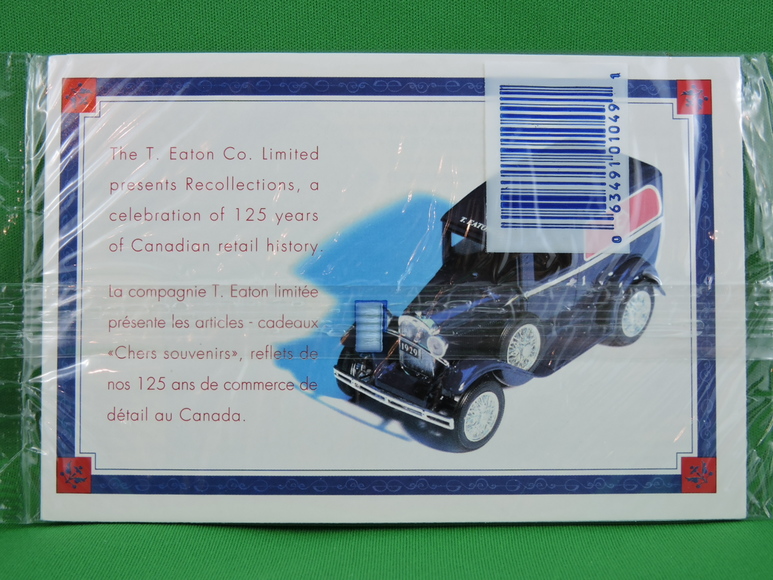 The T. Eaton Co. Limited
presents Recollections, a
celebration of 125 years
of Canadian retail history.
La compagnie T. Eaton limitée
présente les articles - cadeaux
«Chers souvenirs», reflets de
nos 125 ans de commerce de
détail au Canada.
T. EATO
1929
0 63491 01049 1